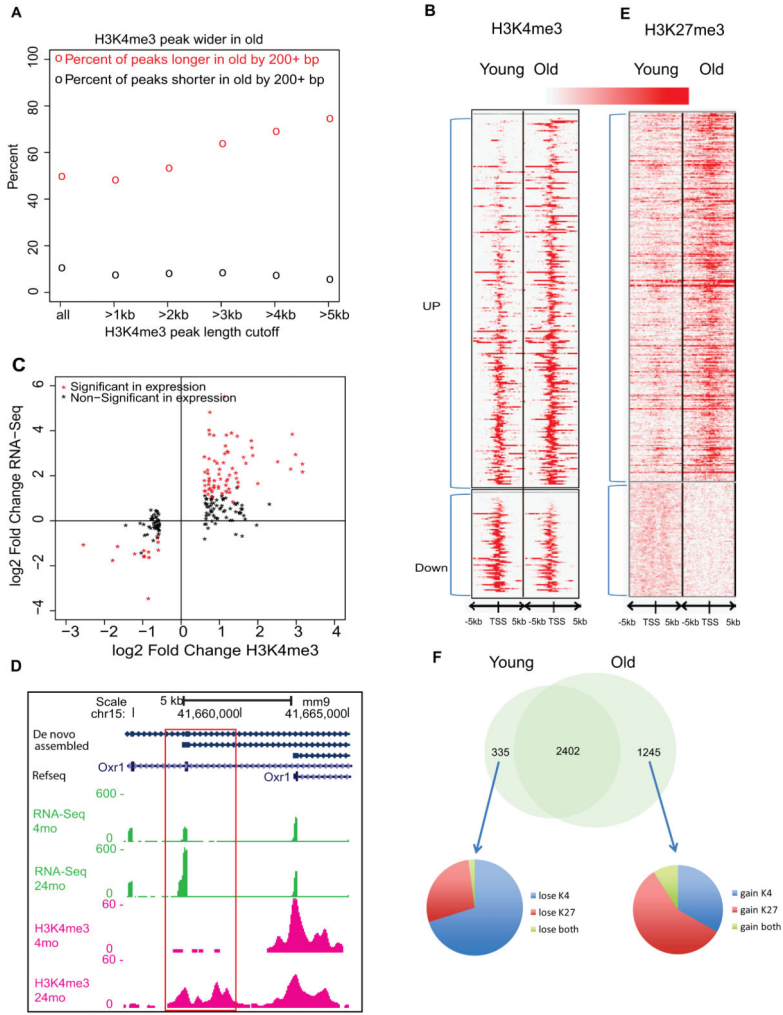 A
H3K4me3 peak wider in old
o Percent of peaks longer in old by 200+ bp
o Percent of peaks shorter in old by 200+ bp
Percent
100
80
60
40
20
0
all >1kb >2kb >3kb >4kb >5kb
H3K4me3 peak length cutoff
B
H3K4me3
Young Old
UP
Down
-5kb TSS 5kb -5kb TSS 5kb
E
H3K27me3
Young Old
-5kb TSS 5kb -5kb TSS 5kb
C
* Significant in expression
* Non−Significant in expression
log2 Fold Change RNA−Seq
6
4
2
0
−2
−4
−3 −2 −1 0 1 2 3 4
log2 Fold Change H3K4me3
D
Scale 5 kb mm9
chr15: 41,660,000 41,665,000
De novo
assembled
Refseq Oxr1
Oxr1
600 -
RNA-Seq
4mo
0
600 -
RNA-Seq
24mo
0
60 -
H3K4me3
4mo
0
60
H3K4me3
24mo
0
F
Young Old
335 2402 1245
lose K4
lose K27
lose both
gain K4
gain K27
gain both